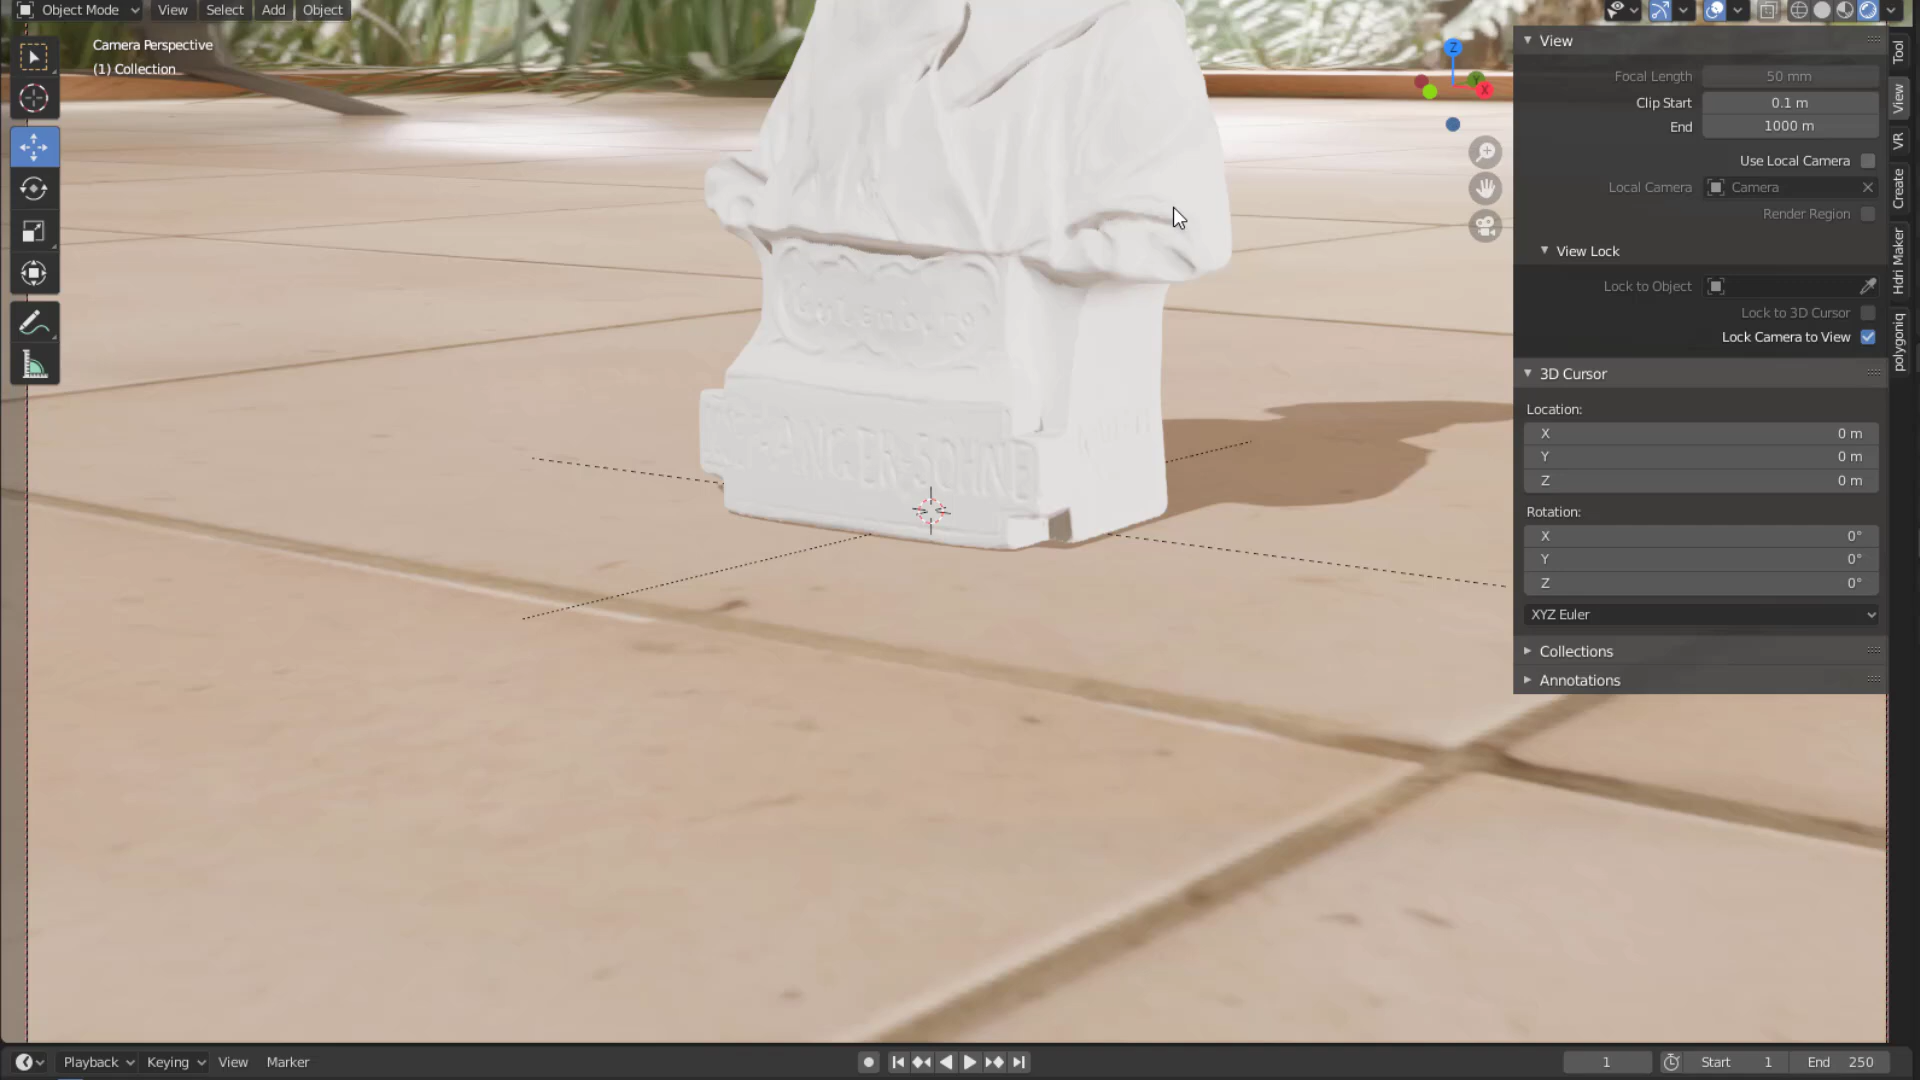 Object Mode View Select Add Object
Camera Perspective
(1) Collection
View
Focal Length 50 mm
Clip Start 0.1 m
End 1000 m
Use Local Camera
Local Camera Camera
Render Region
View Lock
Lock to Object
Lock to 3D Cursor
Lock Camera to View
3D Cursor
Location:
X 0 m
Y 0 m
Z 0 m
Rotation:
X 0°
Y 0°
Z 0°
XYZ Euler
Collections
Annotations
Tool
View
VR
Create
Hdri Maker
polygoniq
Z
Y
X
SOHNE
Playback Keying View Marker
1 Start 1 End 250